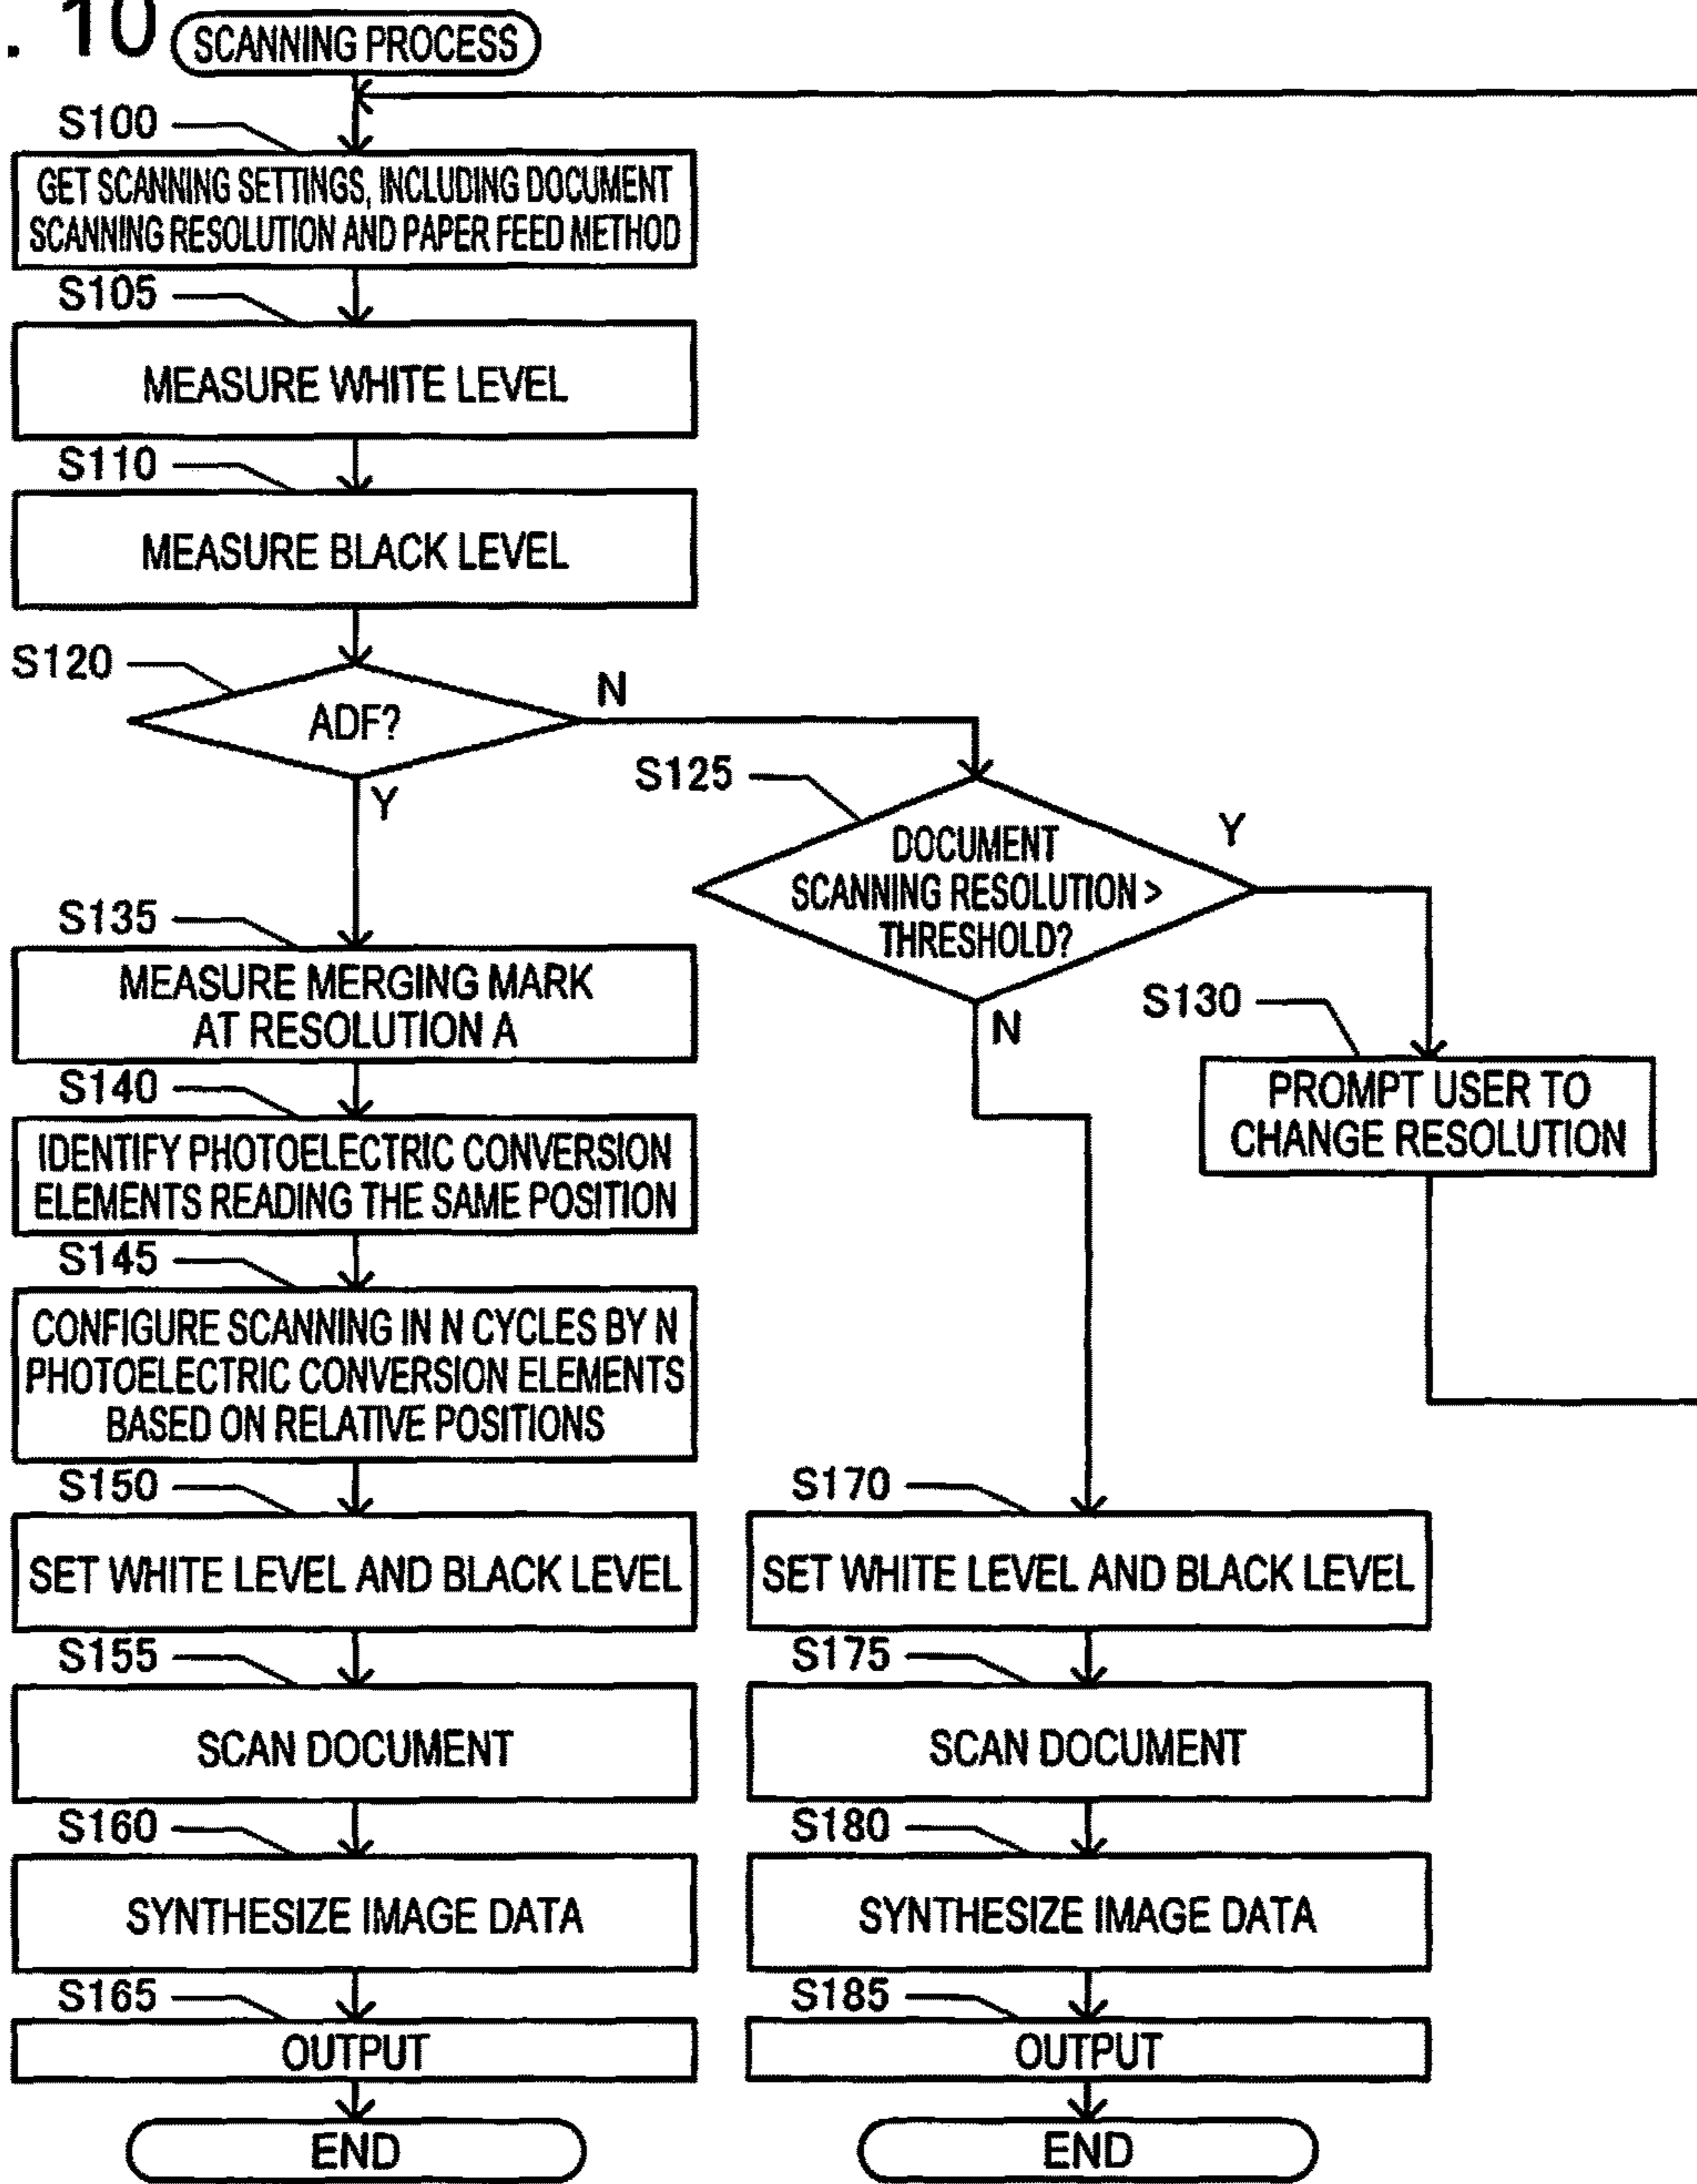 . 10
SCANNING PROCESS
S100
GET SCANNING SETTINGS, INCLUDING DOCUMENT
SCANNING RESOLUTION AND PAPER FEED METHOD
S105
MEASURE WHITE LEVEL
S110
MEASURE BLACK LEVEL
S120
ADF?
N
Y
S125
DOCUMENT
SCANNING RESOLUTION >
THRESHOLD?
Y
N
S130
PROMPT USER TO
CHANGE RESOLUTION
S135
MEASURE MERGING MARK
AT RESOLUTION A
S140
IDENTIFY PHOTOELECTRIC CONVERSION
ELEMENTS READING THE SAME POSITION
S145
CONFIGURE SCANNING IN N CYCLES BY N
PHOTOELECTRIC CONVERSION ELEMENTS
BASED ON RELATIVE POSITIONS
S150
SET WHITE LEVEL AND BLACK LEVEL
S155
SCAN DOCUMENT
S160
SYNTHESIZE IMAGE DATA
S165
OUTPUT
END
S170
SET WHITE LEVEL AND BLACK LEVEL
S175
SCAN DOCUMENT
S180
SYNTHESIZE IMAGE DATA
S185
OUTPUT
END